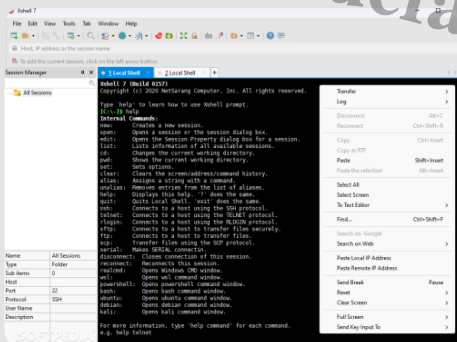 Xshell 7
File Edit View Tools Tab Window Help
Host, IP address or the session name
To add the current session, click on the left arrow button.
Session Manager
1 Local Shell
2 Local Shell
All Sessions
Xshell 7 (Build 0157)
Copyright (c) 2020 NetSarang Computer, Inc. All rights reserved.
Type 'help' to learn how to use Xshell prompt.
[C:\~]$ help
Internal Commands:
new: Creates a new session.
open: Opens a session or the session dialog box.
edit: Opens the Session Property dialog box for a session.
list: Lists information of all available sessions.
cd: Changes the current working directory.
pwd: Shows the current working directory.
set: Sets options.
clear: Clears the screen/address/command history.
alias: Assigns a string with a command.
unalias: Removes entries from the list of aliases.
help: Displays this help. '?' does the same.
quit: Quits Local Shell. 'exit' does the same.
ssh: Connects to a host using the SSH protocol.
telnet: Connects to a host using the TELNET protocol.
rlogin: Connects to a host using the RLOGIN protocol.
sftp: Connects to a host to transfer files securely.
ftp: Connects to a host to transfer files.
scp: Transfer files using the SCP protocol.
serial: Makes SERIAL connectin.
disconnect: Closes connection of this session.
reconnect: Reconnects this session.
realcmd: Opens Windows CMD window.
wsl: Opens wsl command window.
powershell: Opens powershell command window.
bash: Opens bash command window.
ubuntu: Opens ubuntu command window.
debian: Opens debian command window.
kali: Opens kali command window.
For more information, type 'help command' for each command.
e.g. help telnet
Transfer
Log
Disconnect Alt+C
Reconnect Ctrl+Shift+R
Copy Ctrl+Insert
Copy as RTF
Paste Shift+Insert
Paste the selection Alt+Insert
Select All
Select Screen
To Text Editor
Find... Ctrl+Shift+F
Search on 'Google'
Search on Web
Paste Local IP Address
Paste Remote IP Address
Send Break Pause
Reset
Clear Screen
Full Screen
Send Key Input To
Name All Sessions
Type Folder
Sub items 0
Host
Port 22
Protocol SSH
User Name
Description
SOFTPEDIA